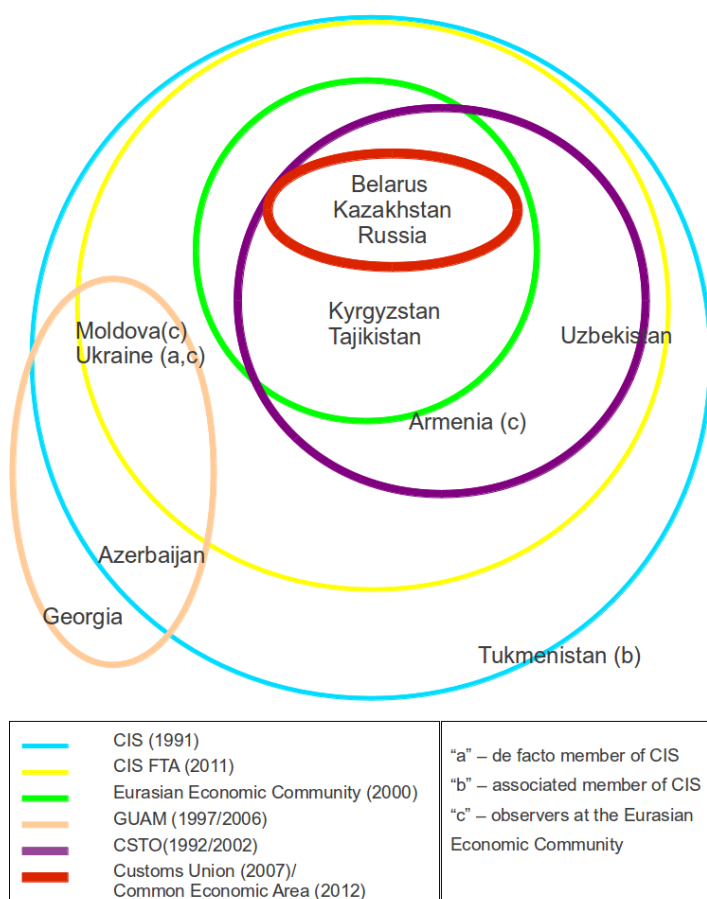 Belarus
Kazakhstan
Russia
Kyrgyzstan
Tajikistan
Moldova(c)
Ukraine (a,c)
Uzbekistan
Armenia (c)
Azerbaijan
Georgia
Tukmenistan (b)
CIS (1991)
CIS FTA (2011)
Eurasian Economic Community (2000)
GUAM (1997/2006)
CSTO(1992/2002)
Customs Union (2007)/
Common Economic Area (2012)
“a” – de facto member of CIS
“b” – associated member of CIS
“c” – observers at the Eurasian
Economic Community